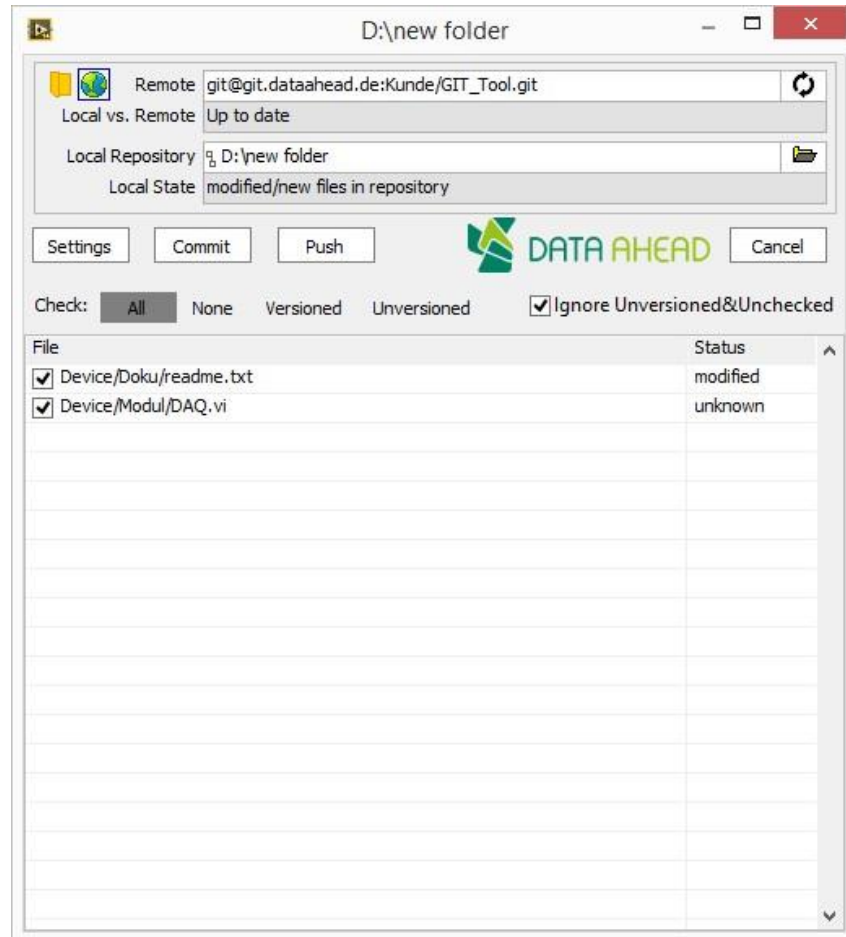 D:\new folder
Remote git@git.dataahead.de:Kunde/GIT_Tool.git
Local vs. Remote Up to date
Local Repository D:\new folder
Local State modified/new files in repository
Settings Commit Push DATA AHEAD Cancel
Check: All None Versioned Unversioned Ignore Unversioned&Unchecked
File Status
Device/Doku/readme.txt modified
Device/Modul/DAQ.vi unknown